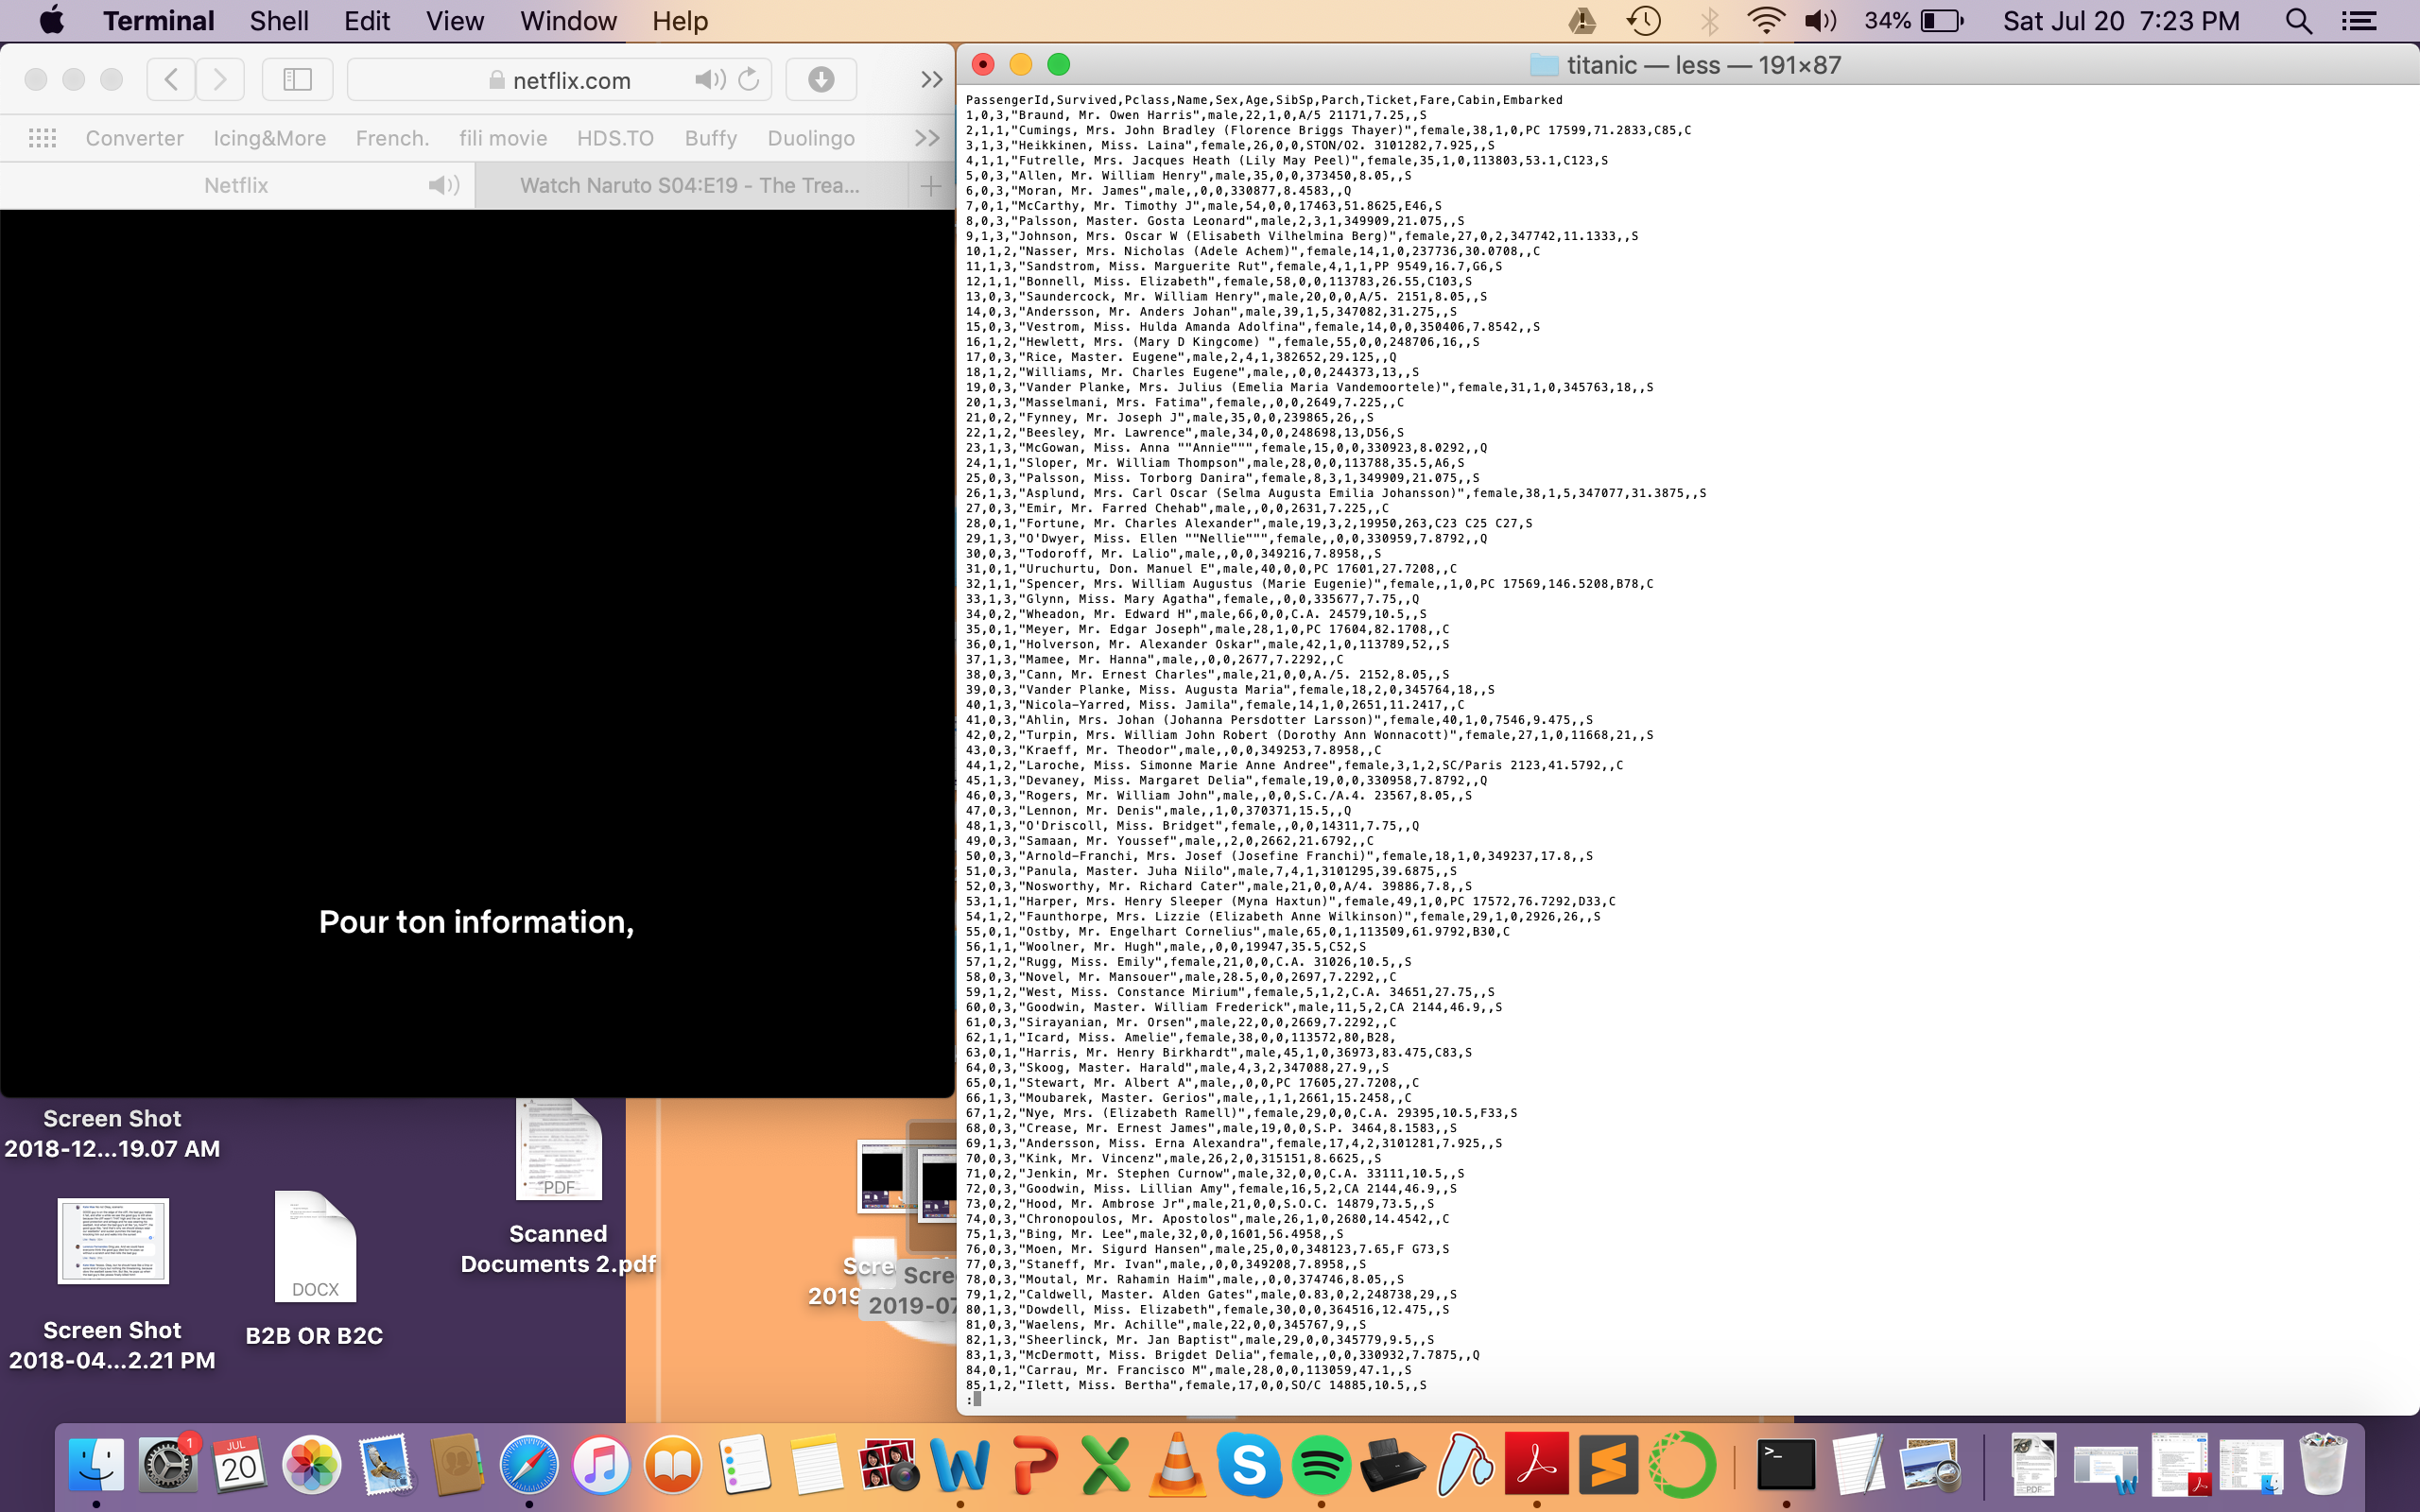 Terminal Shell Edit View Window Help 34% Sat Jul 20 7:23 PM
netflix.com
Converter Icing&More French. fili movie HDS.TO Buffy Duolingo
Netflix Watch Naruto S04:E19 - The Trea...
Pour ton information,
titanic — less — 191×87
PassengerId,Survived,Pclass,Name,Sex,Age,SibSp,Parch,Ticket,Fare,Cabin,Embarked
1,0,3,"Braund, Mr. Owen Harris",male,22,1,0,A/5 21171,7.25,,S
2,1,1,"Cumings, Mrs. John Bradley (Florence Briggs Thayer)",female,38,1,0,PC 17599,71.2833,C85,C
3,1,3,"Heikkinen, Miss. Laina",female,26,0,0,STON/O2. 3101282,7.925,,S
4,1,1,"Futrelle, Mrs. Jacques Heath (Lily May Peel)",female,35,1,0,113803,53.1,C123,S
5,0,3,"Allen, Mr. William Henry",male,35,0,0,373450,8.05,,S
6,0,3,"Moran, Mr. James",male,,0,0,330877,8.4583,,Q
7,0,1,"McCarthy, Mr. Timothy J",male,54,0,0,17463,51.8625,E46,S
8,0,3,"Palsson, Master. Gosta Leonard",male,2,3,1,349909,21.075,,S
9,1,3,"Johnson, Mrs. Oscar W (Elisabeth Vilhelmina Berg)",female,27,0,2,347742,11.1333,,S
10,1,2,"Nasser, Mrs. Nicholas (Adele Achem)",female,14,1,0,237736,30.0708,,C
11,1,3,"Sandstrom, Miss. Marguerite Rut",female,4,1,1,PP 9549,16.7,G6,S
12,1,1,"Bonnell, Miss. Elizabeth",female,58,0,0,113783,26.55,C103,S
13,0,3,"Saundercock, Mr. William Henry",male,20,0,0,A/5. 2151,8.05,,S
14,0,3,"Andersson, Mr. Anders Johan",male,39,1,5,347082,31.275,,S
15,0,3,"Vestrom, Miss. Hulda Amanda Adolfina",female,14,0,0,350406,7.8542,,S
16,1,2,"Hewlett, Mrs. (Mary D Kingcome) ",female,55,0,0,248706,16,,S
17,0,3,"Rice, Master. Eugene",male,2,4,1,382652,29.125,,Q
18,1,2,"Williams, Mr. Charles Eugene",male,,0,0,244373,13,,S
19,0,3,"Vander Planke, Mrs. Julius (Emelia Maria Vandemoortele)",female,31,1,0,345763,18,,S
20,1,3,"Masselmani, Mrs. Fatima",female,,0,0,2649,7.225,,C
21,0,2,"Fynney, Mr. Joseph J",male,35,0,0,239865,26,,S
22,1,2,"Beesley, Mr. Lawrence",male,34,0,0,248698,13,D56,S
23,1,3,"McGowan, Miss. Anna ""Annie""",female,15,0,0,330923,8.0292,,Q
24,1,1,"Sloper, Mr. William Thompson",male,28,0,0,113788,35.5,A6,S
25,0,3,"Palsson, Miss. Torborg Danira",female,8,3,1,349909,21.075,,S
26,1,3,"Asplund, Mrs. Carl Oscar (Selma Augusta Emilia Johansson)",female,38,1,5,347077,31.3875,,S
27,0,3,"Emir, Mr. Farred Chehab",male,,0,0,2631,7.225,,C
28,0,1,"Fortune, Mr. Charles Alexander",male,19,3,2,19950,263,C23 C25 C27,S
29,1,3,"O'Dwyer, Miss. Ellen ""Nellie""",female,,0,0,330959,7.8792,,Q
30,0,3,"Todoroff, Mr. Lalio",male,,0,0,349216,7.8958,,S
31,0,1,"Uruchurtu, Don. Manuel E",male,40,0,0,PC 17601,27.7208,,C
32,1,1,"Spencer, Mrs. William Augustus (Marie Eugenie)",female,,1,0,PC 17569,146.5208,B78,C
33,1,3,"Glynn, Miss. Mary Agatha",female,,0,0,335677,7.75,,Q
34,0,2,"Wheadon, Mr. Edward H",male,66,0,0,C.A. 24579,10.5,,S
35,0,1,"Meyer, Mr. Edgar Joseph",male,28,1,0,PC 17604,82.1708,,C
36,0,1,"Holverson, Mr. Alexander Oskar",male,42,1,0,113789,52,,S
37,1,3,"Mamee, Mr. Hanna",male,,0,0,2677,7.2292,,C
38,0,3,"Cann, Mr. Ernest Charles",male,21,0,0,A./5. 2152,8.05,,S
39,0,3,"Vander Planke, Miss. Augusta Maria",female,18,2,0,345764,18,,S
40,1,3,"Nicola-Yarred, Miss. Jamila",female,14,1,0,2651,11.2417,,C
41,0,3,"Ahlin, Mrs. Johan (Johanna Persdotter Larsson)",female,40,1,0,7546,9.475,,S
42,0,2,"Turpin, Mrs. William John Robert (Dorothy Ann Wonnacott)",female,27,1,0,11668,21,,S
43,0,3,"Kraeff, Mr. Theodor",male,,0,0,349253,7.8958,,C
44,1,2,"Laroche, Miss. Simonne Marie Anne Andree",female,3,1,2,SC/Paris 2123,41.5792,,C
45,1,3,"Devaney, Miss. Margaret Delia",female,19,0,0,330958,7.8792,,Q
46,0,3,"Rogers, Mr. William John",male,,0,0,S.C./A.4. 23567,8.05,,S
47,0,3,"Lennon, Mr. Denis",male,,1,0,370371,15.5,,Q
48,1,3,"O'Driscoll, Miss. Bridget",female,,0,0,14311,7.75,,Q
49,0,3,"Samaan, Mr. Youssef",male,,2,0,2662,21.6792,,C
50,0,3,"Arnold-Franchi, Mrs. Josef (Josefine Franchi)",female,18,1,0,349237,17.8,,S
51,0,3,"Panula, Master. Juha Niilo",male,7,4,1,3101295,39.6875,,S
52,0,3,"Nosworthy, Mr. Richard Cater",male,21,0,0,A/4. 39886,7.8,,S
53,1,1,"Harper, Mrs. Henry Sleeper (Myna Haxtun)",female,49,1,0,PC 17572,76.7292,D33,C
54,1,2,"Faunthorpe, Mrs. Lizzie (Elizabeth Anne Wilkinson)",female,29,1,0,2926,26,,S
55,0,1,"Ostby, Mr. Engelhart Cornelius",male,65,0,1,113509,61.9792,B30,C
56,1,1,"Woolner, Mr. Hugh",male,,0,0,19947,35.5,C52,S
57,1,2,"Rugg, Miss. Emily",female,21,0,0,C.A. 31026,10.5,,S
58,0,3,"Novel, Mr. Mansouer",male,28.5,0,0,2697,7.2292,,C
59,1,2,"West, Miss. Constance Mirium",female,5,1,2,C.A. 34651,27.75,,S
60,0,3,"Goodwin, Master. William Frederick",male,11,5,2,CA 2144,46.9,,S
61,0,3,"Sirayanian, Mr. Orsen",male,22,0,0,2669,7.2292,,C
62,1,1,"Icard, Miss. Amelie",female,38,0,0,113572,80,B28,
63,0,1,"Harris, Mr. Henry Birkhardt",male,45,1,0,36973,83.475,C83,S
64,0,3,"Skoog, Master. Harald",male,4,3,2,347088,27.9,,S
65,0,1,"Stewart, Mr. Albert A",male,,0,0,PC 17605,27.7208,,C
66,1,3,"Moubarek, Master. Gerios",male,,1,1,2661,15.2458,,C
67,1,2,"Nye, Mrs. (Elizabeth Ramell)",female,29,0,0,C.A. 29395,10.5,F33,S
68,0,3,"Crease, Mr. Ernest James",male,19,0,0,S.P. 3464,8.1583,,S
69,1,3,"Andersson, Miss. Erna Alexandra",female,17,4,2,3101281,7.925,,S
70,0,3,"Kink, Mr. Vincenz",male,26,2,0,315151,8.6625,,S
71,0,2,"Jenkin, Mr. Stephen Curnow",male,32,0,0,C.A. 33111,10.5,,S
72,0,3,"Goodwin, Miss. Lillian Amy",female,16,5,2,CA 2144,46.9,,S
73,0,2,"Hood, Mr. Ambrose Jr",male,21,0,0,S.O.C. 14879,73.5,,S
74,0,3,"Chronopoulos, Mr. Apostolos",male,26,1,0,2680,14.4542,,C
75,1,3,"Bing, Mr. Lee",male,32,0,0,1601,56.4958,,S
76,0,3,"Moen, Mr. Sigurd Hansen",male,25,0,0,348123,7.65,F G73,S
77,0,3,"Staneff, Mr. Ivan",male,,0,0,349208,7.8958,,S
78,0,3,"Moutal, Mr. Rahamin Haim",male,,0,0,374746,8.05,,S
79,1,2,"Caldwell, Master. Alden Gates",male,0.83,0,2,248738,29,,S
80,1,3,"Dowdell, Miss. Elizabeth",female,30,0,0,364516,12.475,,S
81,0,3,"Waelens, Mr. Achille",male,22,0,0,345767,9,,S
82,1,3,"Sheerlinck, Mr. Jan Baptist",male,29,0,0,345779,9.5,,S
83,1,3,"McDermott, Miss. Brigdet Delia",female,,0,0,330932,7.7875,,Q
84,0,1,"Carrau, Mr. Francisco M",male,28,0,0,113059,47.1,,S
85,1,2,"Ilett, Miss. Bertha",female,17,0,0,SO/C 14885,10.5,,S
:
Screen Shot
2018-12...19.07 AM
PDF
Scanned
Documents 2.pdf
Scre
2019
Scre
2019-07
DOCX
Screen Shot
2018-04...2.21 PM
B2B OR B2C
1
JUL
20
PDF